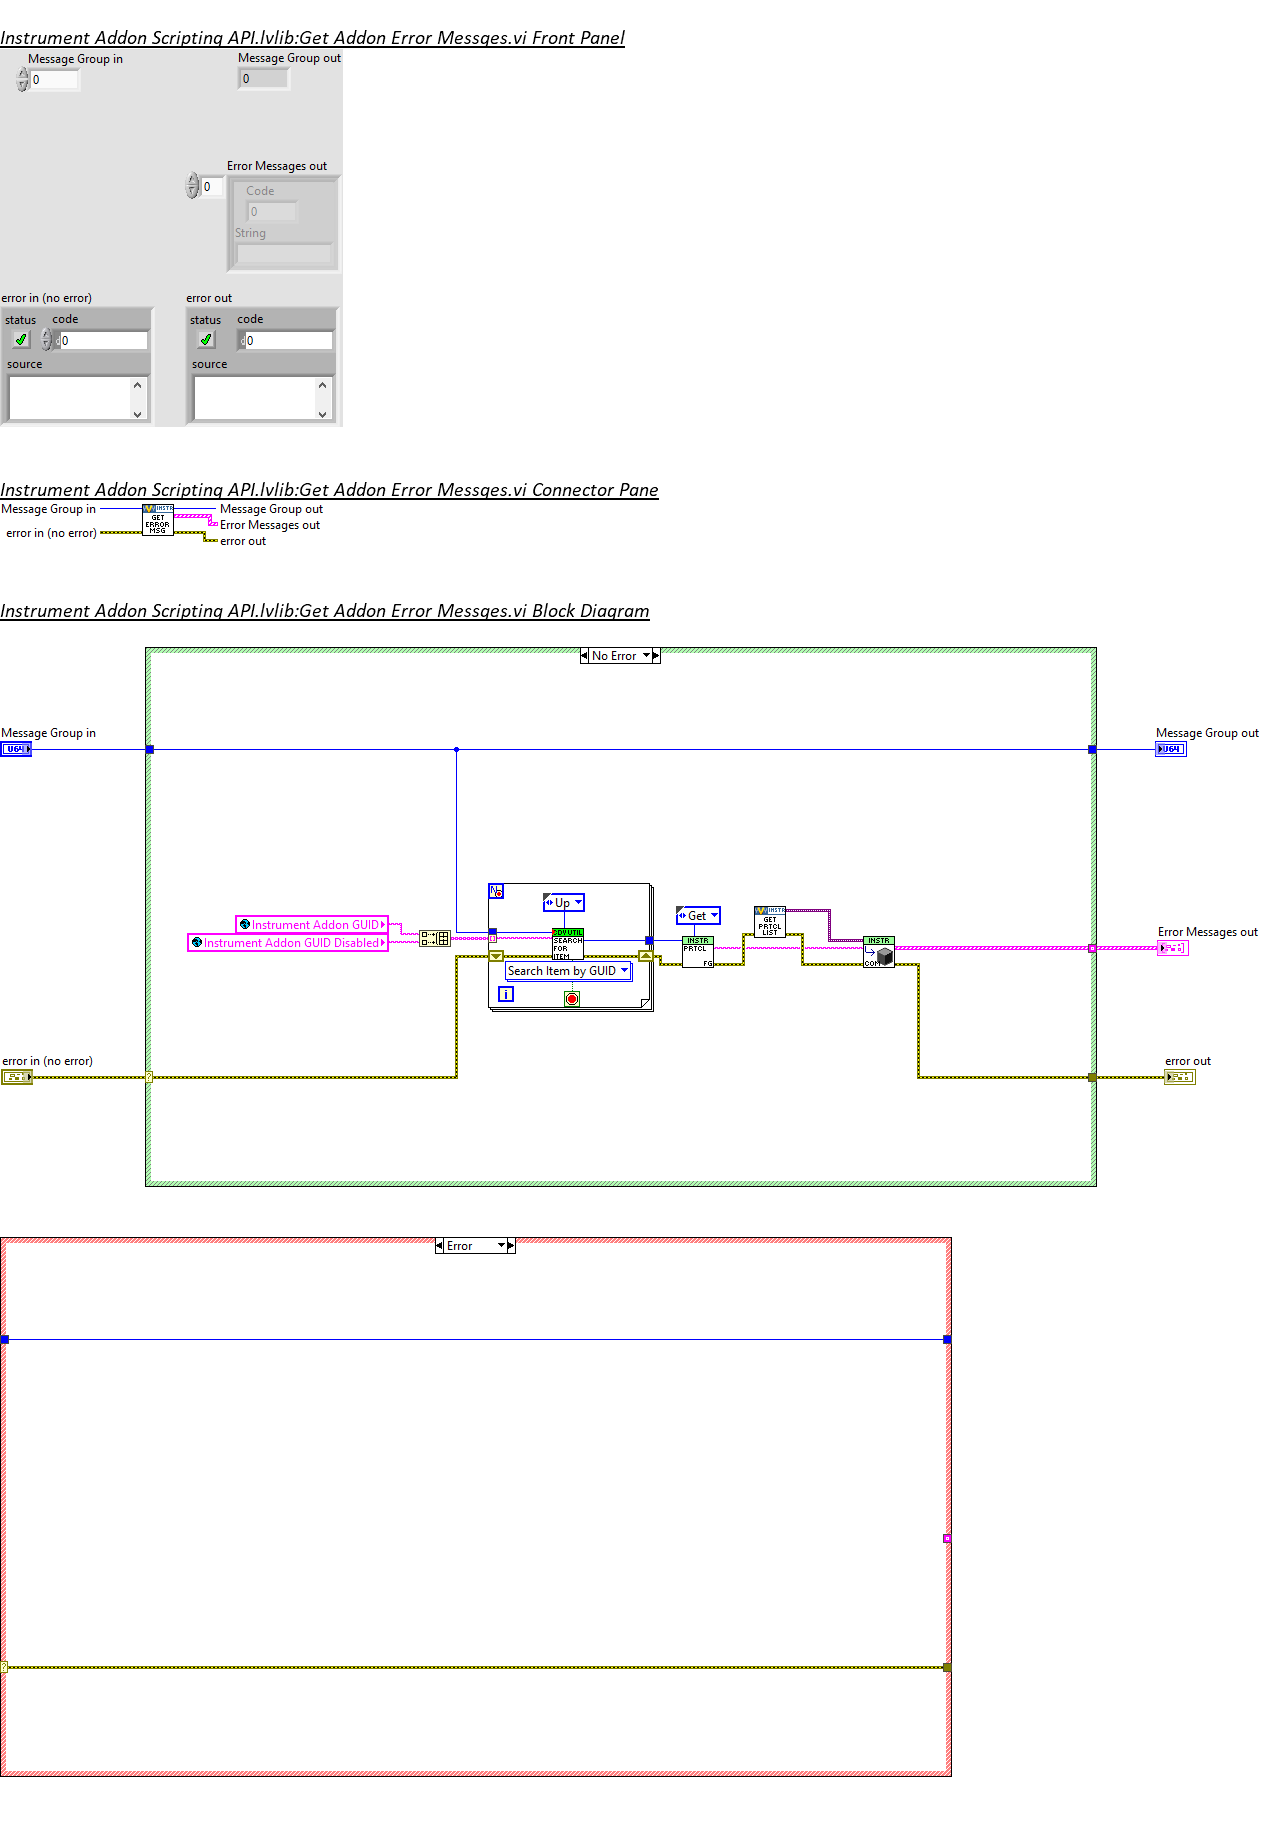 Instrument Addon Scripting API.lvlib:Get Addon Error Messges.vi Front Panel
Message Group in
Message Group out
0
0
Error Messages out
0
Code
0
String
error in (no error)
error out
status
code
status
code
d
0
d
0
source
source
Instrument Addon Scripting API.lvlib:Get Addon Error Messges.vi Connector Pane
Message Group in
INSTR
GET
ERROR
MSG
Message Group out
Error Messages out
error in (no error)
error out
Instrument Addon Scripting API.lvlib:Get Addon Error Messges.vi Block Diagram
No Error
Message Group in
U64
Message Group out
U64
N
Up
Get
INSTR
GET
PRTCL
LIST
Instrument Addon GUID
Instrument Addon GUID Disabled
SEARCH
FOR
ITEM
INSTR
PRTCL
FG
INSTR
COM
Error Messages out
Search Item by GUID
i
error in (no error)
?
error out
Error
?